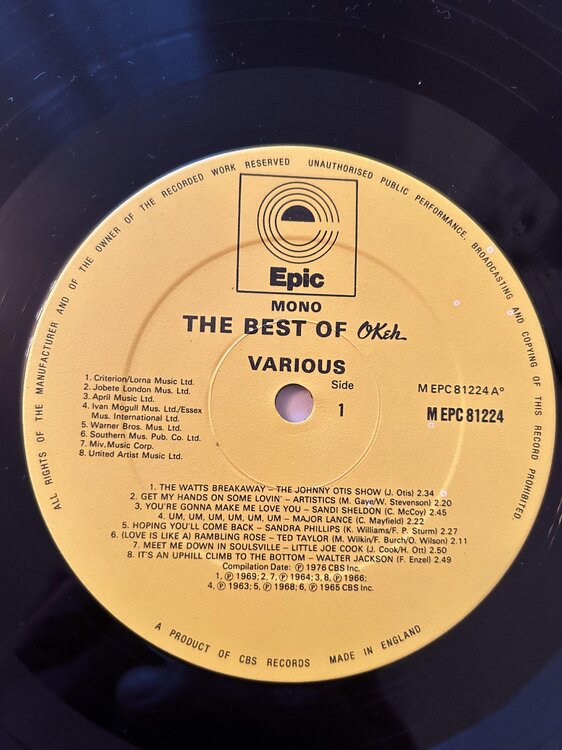 ALL RIGHTS OF THE MANUFACTURER AND OF THE OWNER OF THE RECORDED WORK RESERVED UNAUTHORISED PUBLIC PERFORMANCE, BROADCASTING AND COPYING OF THIS RECORD PROHIBITED.
Epic
MONO
THE BEST OF OKeh
VARIOUS
Side
1
M EPC 81224 A°
M EPC 81224
1. Criterion/Lorna Music Ltd.
2. Jobete London Mus. Ltd.
3. April Music Ltd.
4. Ivan Mogull Mus. Ltd./Essex
Mus. International Ltd.
5. Warner Bros. Mus. Ltd.
6. Southern Mus. Pub. Co. Ltd.
7. Miv. Music Corp.
8. United Artist Music Ltd.
1. THE WATTS BREAKAWAY – THE JOHNNY OTIS SHOW (J. Otis) 2.34
2. GET MY HANDS ON SOME LOVIN' – ARTISTICS (M. Gaye/W. Stevenson) 2.20
3. YOU'RE GONNA MAKE ME LOVE YOU – SANDI SHELDON (C. McCoy) 2.45
4. UM, UM, UM, UM, UM, UM – MAJOR LANCE (C. Mayfield) 2.22
5. HOPING YOU'LL COME BACK – SANDRA PHILLIPS (K. Williams/F. P. Sturm) 2.27
6. (LOVE IS LIKE A) RAMBLING ROSE – TED TAYLOR (M. Wilkin/F. Burch/O. Wilson) 2.11
7. MEET ME DOWN IN SOULSVILLE – LITTLE JOE COOK (J. Cook/H. Ott) 2.50
8. IT'S AN UPHILL CLIMB TO THE BOTTOM – WALTER JACKSON (F. Enzel) 2.49
Compilation Date: ℗ 1976 CBS Inc.
1, ℗ 1969; 2,7, ℗ 1964; 3,8, ℗ 1966;
4, ℗ 1963; 5, ℗ 1968; 6, ℗ 1965 CBS Inc.
A PRODUCT OF CBS RECORDS MADE IN ENGLAND